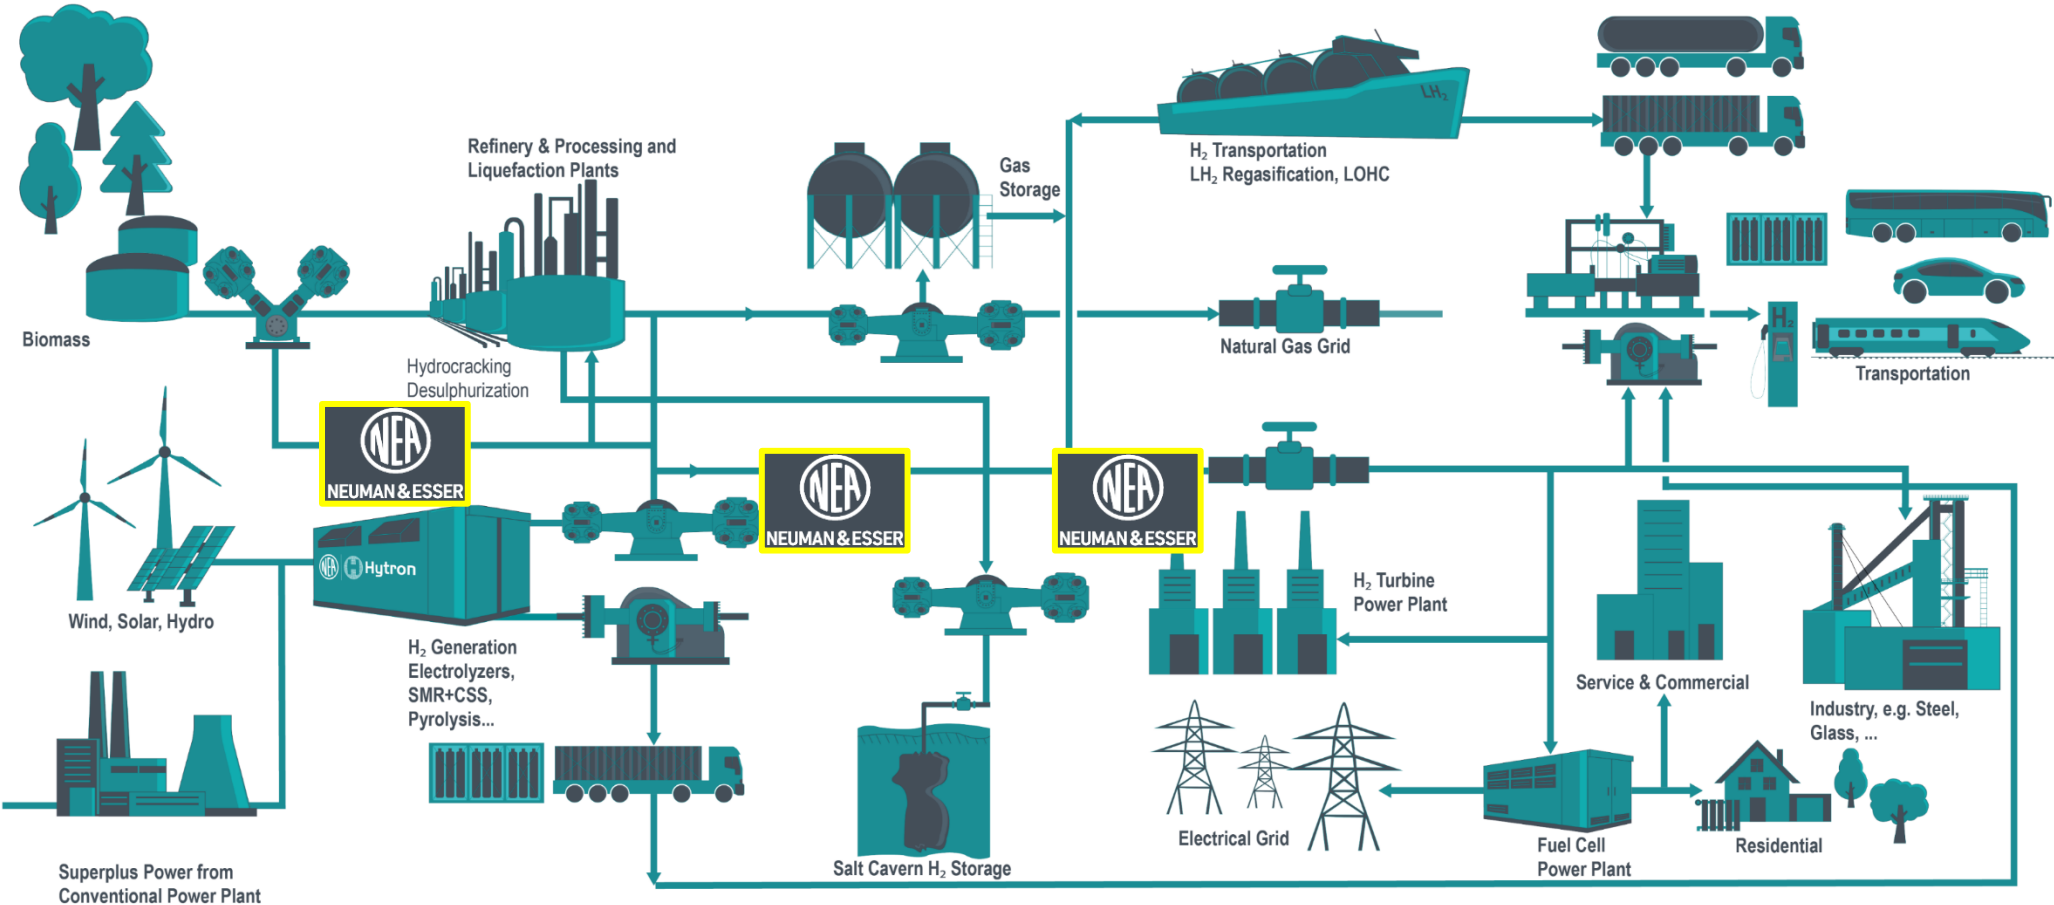 Refinery & Processing and
Liquefaction Plants
Gas
Storage
LH₂
H₂ Transportation
LH₂ Regasification, LOHC
Biomass
Hydrocracking
Desulphurization
Natural Gas Grid
H₂
Transportation
NEA
NEUMAN & ESSER
NEA
NEUMAN & ESSER
NEA
NEUMAN & ESSER
NEA Hytron
Wind, Solar, Hydro
H₂ Generation
Electrolyzers,
SMR+CSS,
Pyrolysis...
H₂ Turbine
Power Plant
Service & Commercial
Industry, e.g. Steel,
Glass, ...
Electrical Grid
Fuel Cell
Power Plant
Residential
Salt Cavern H₂ Storage
Superplus Power from
Conventional Power Plant